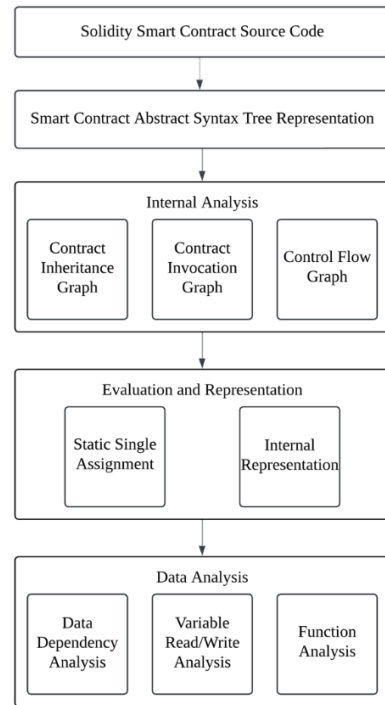 Solidity Smart Contract Source Code
Smart Contract Abstract Syntax Tree Representation
Internal Analysis
Contract
Inheritance
Graph
Contract
Invocation
Graph
Control Flow
Graph
Evaluation and Representation
Static Single
Assignment
Internal
Representation
Data Analysis
Data
Dependency
Analysis
Variable
Read/Write
Analysis
Function
Analysis